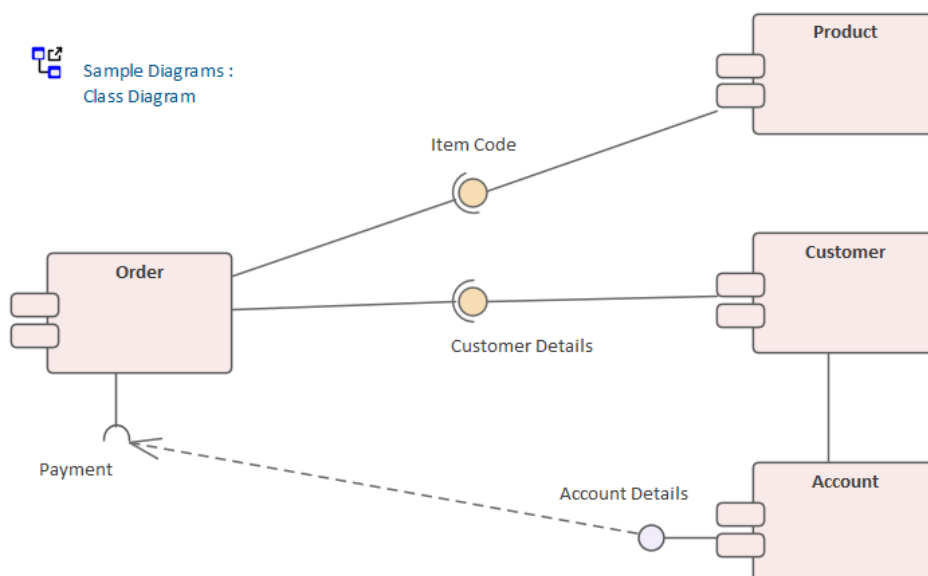 Product
Sample Diagrams :
Class Diagram
Item Code
Customer
Order
Customer Details
Payment
Account
Account Details